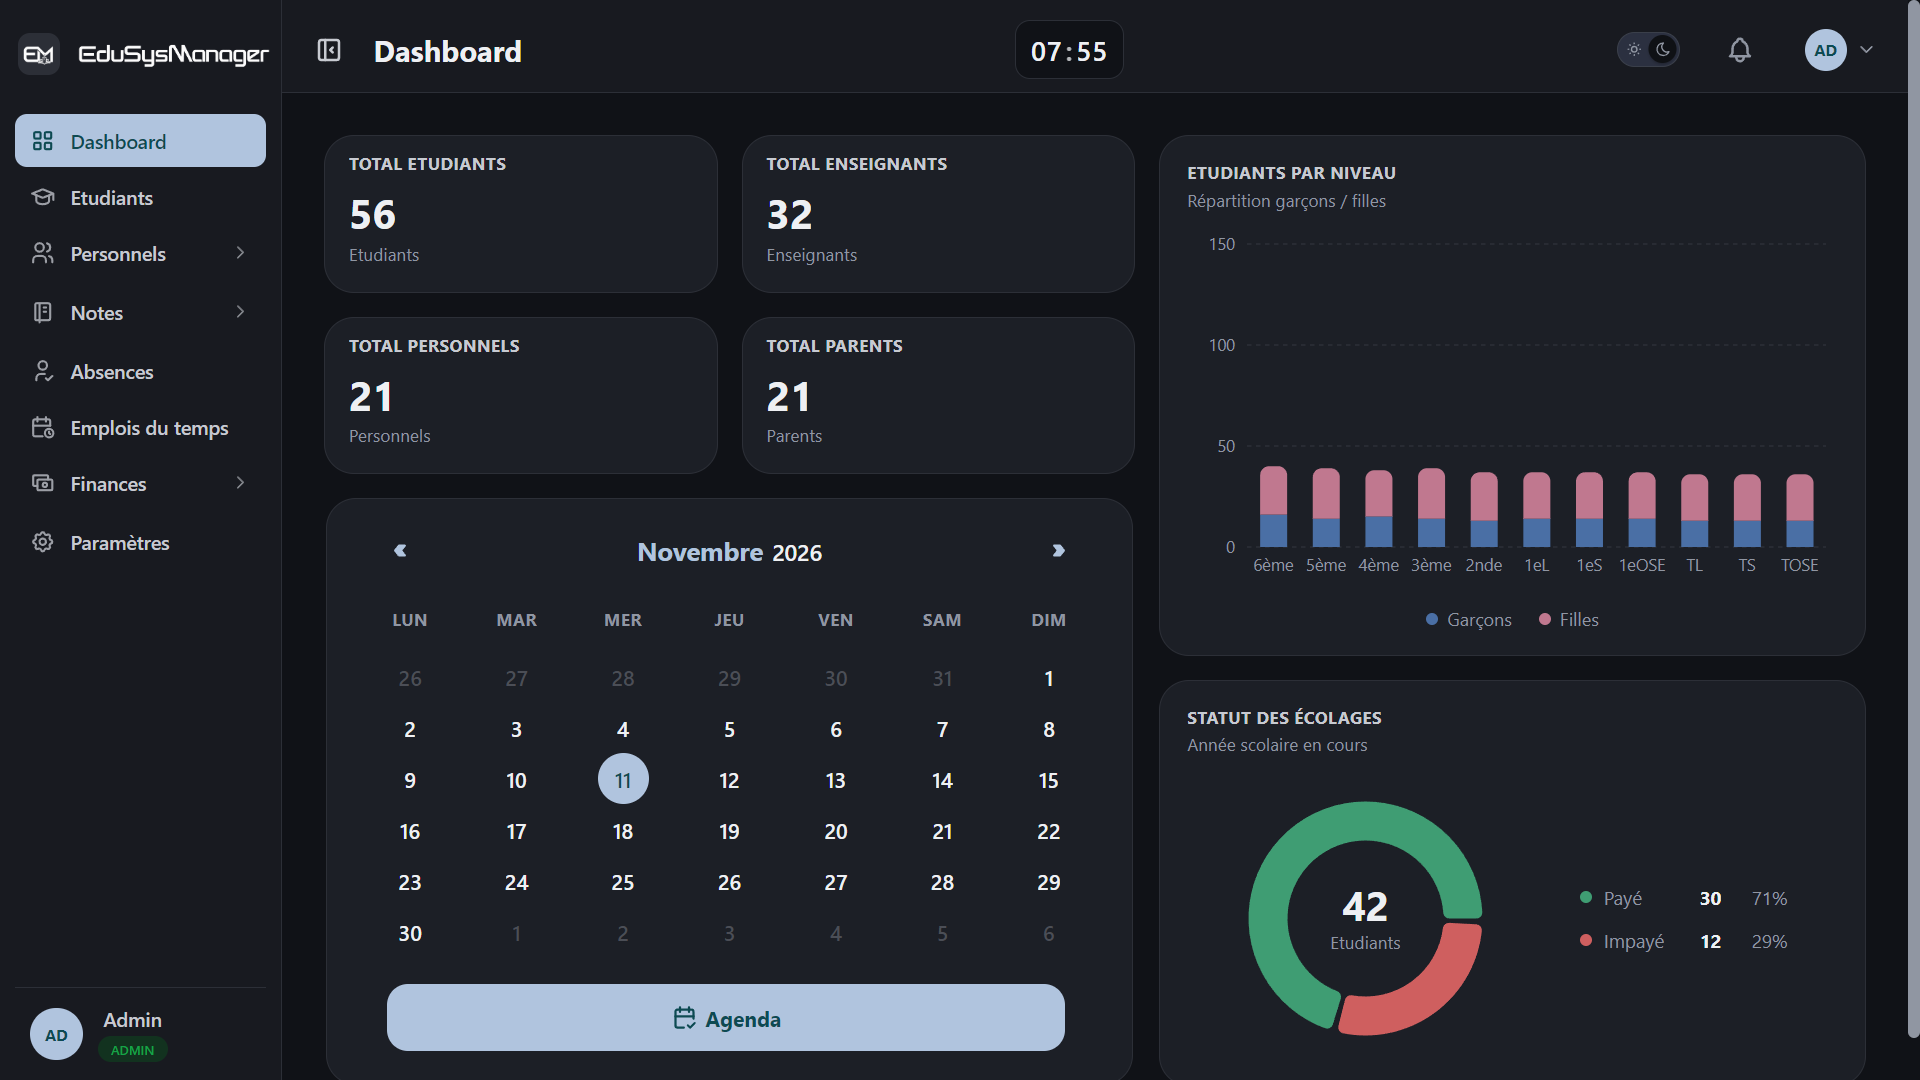 EM EduSysManager
Dashboard
Etudiants
Personnels
Notes
Absences
Emplois du temps
Finances
Paramètres
AD
Admin
ADMIN
Dashboard
07:55
AD
TOTAL ETUDIANTS
56
Etudiants
TOTAL ENSEIGNANTS
32
Enseignants
TOTAL PERSONNELS
21
Personnels
TOTAL PARENTS
21
Parents
Novembre 2026
LUN MAR MER JEU VEN SAM DIM
26 27 28 29 30 31 1
2 3 4 5 6 7 8
9 10 11 12 13 14 15
16 17 18 19 20 21 22
23 24 25 26 27 28 29
30 1 2 3 4 5 6
Agenda
ETUDIANTS PAR NIVEAU
Répartition garçons / filles
150
100
50
0
6ème 5ème 4ème 3ème 2nde 1eL 1eS 1eOSE TL TS TOSE
Garçons Filles
STATUT DES ÉCOLAGES
Année scolaire en cours
42
Etudiants
Payé 30 71%
Impayé 12 29%